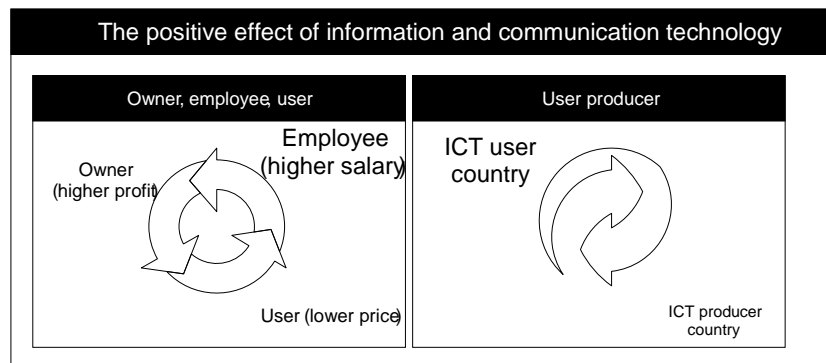 The positive effect of information and communication technology
Owner, employee, user
User producer
Employee
(higher salary)
Owner
(higher profit)
User (lower price)
ICT user
country
ICT producer
country